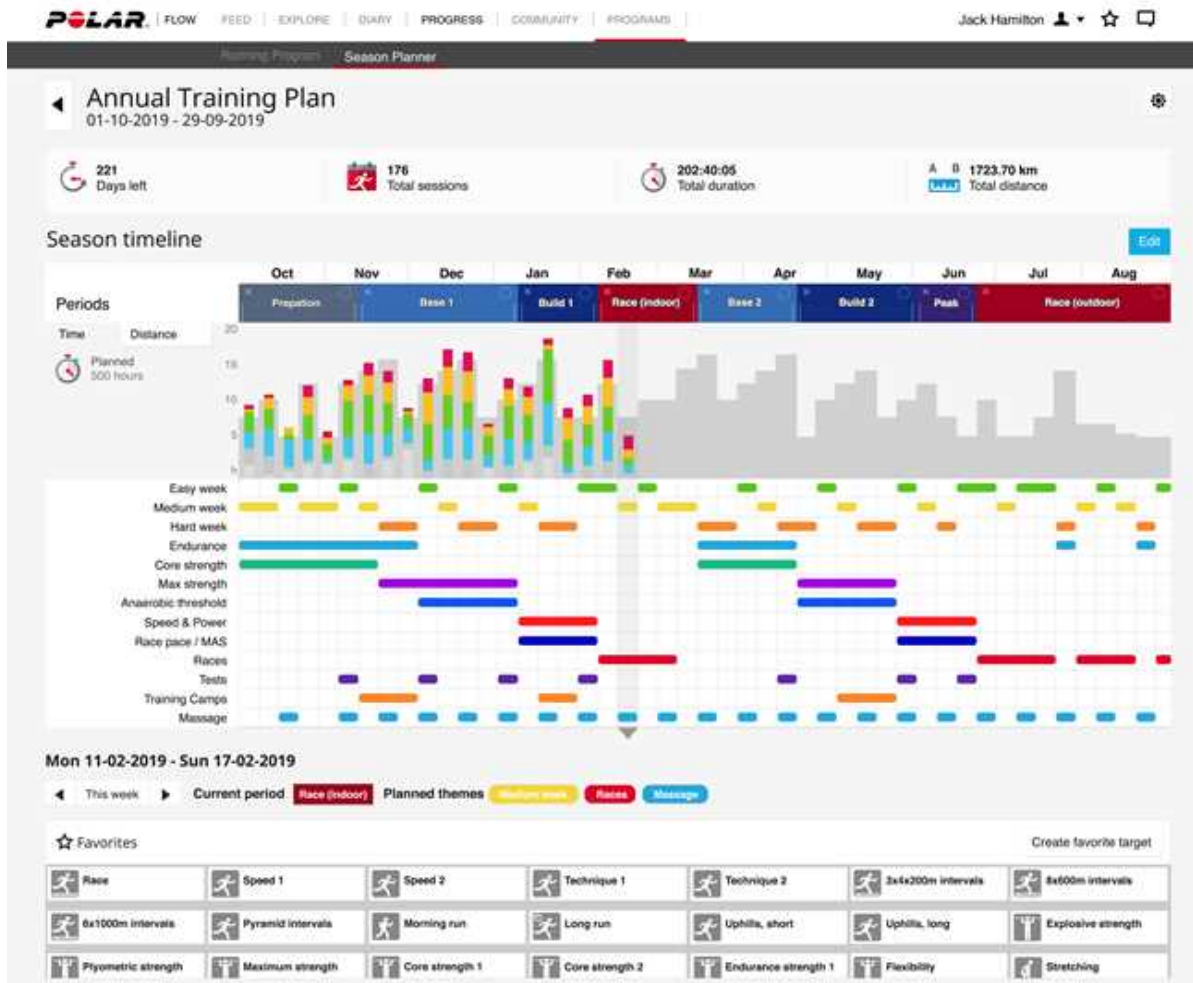 POLAR. FLOW FEED EXPLORE DIARY PROGRESS COMMUNITY PROGRAMS Jack Hamilton
Running Program Season Planner
Annual Training Plan
01-10-2019 - 29-09-2019
221 176 202:40:05 A B 1723.70 km
Days left Total sessions Total duration Total distance
Season timeline Edit
Oct Nov Dec Jan Feb Mar Apr May Jun Jul Aug
Periods Prepation Base 1 Build 1 Race (indoor) Base 2 Build 2 Peak Race (outdoor)
Time Distance 20
Planned 15
500 hours
10
5
h
Easy week
Medium week
Hard week
Endurance
Core strength
Max strength
Anaerobic threshold
Speed & Power
Race pace / MAS
Races
Tests
Training Camps
Massage
Mon 11-02-2019 - Sun 17-02-2019
This week Current period Race (indoor) Planned themes Medium week Races Massage
Favorites Create favorite target
Race Speed 1 Speed 2 Technique 1 Technique 2 3x4x200m intervals 8x600m intervals
6x1000m intervals Pyramid intervals Morning run Long run Uphills, short Uphills, long Explosive strength
Plyometric strength Maximum strength Core strength 1 Core strength 2 Endurance strength 1 Flexibility Stretching